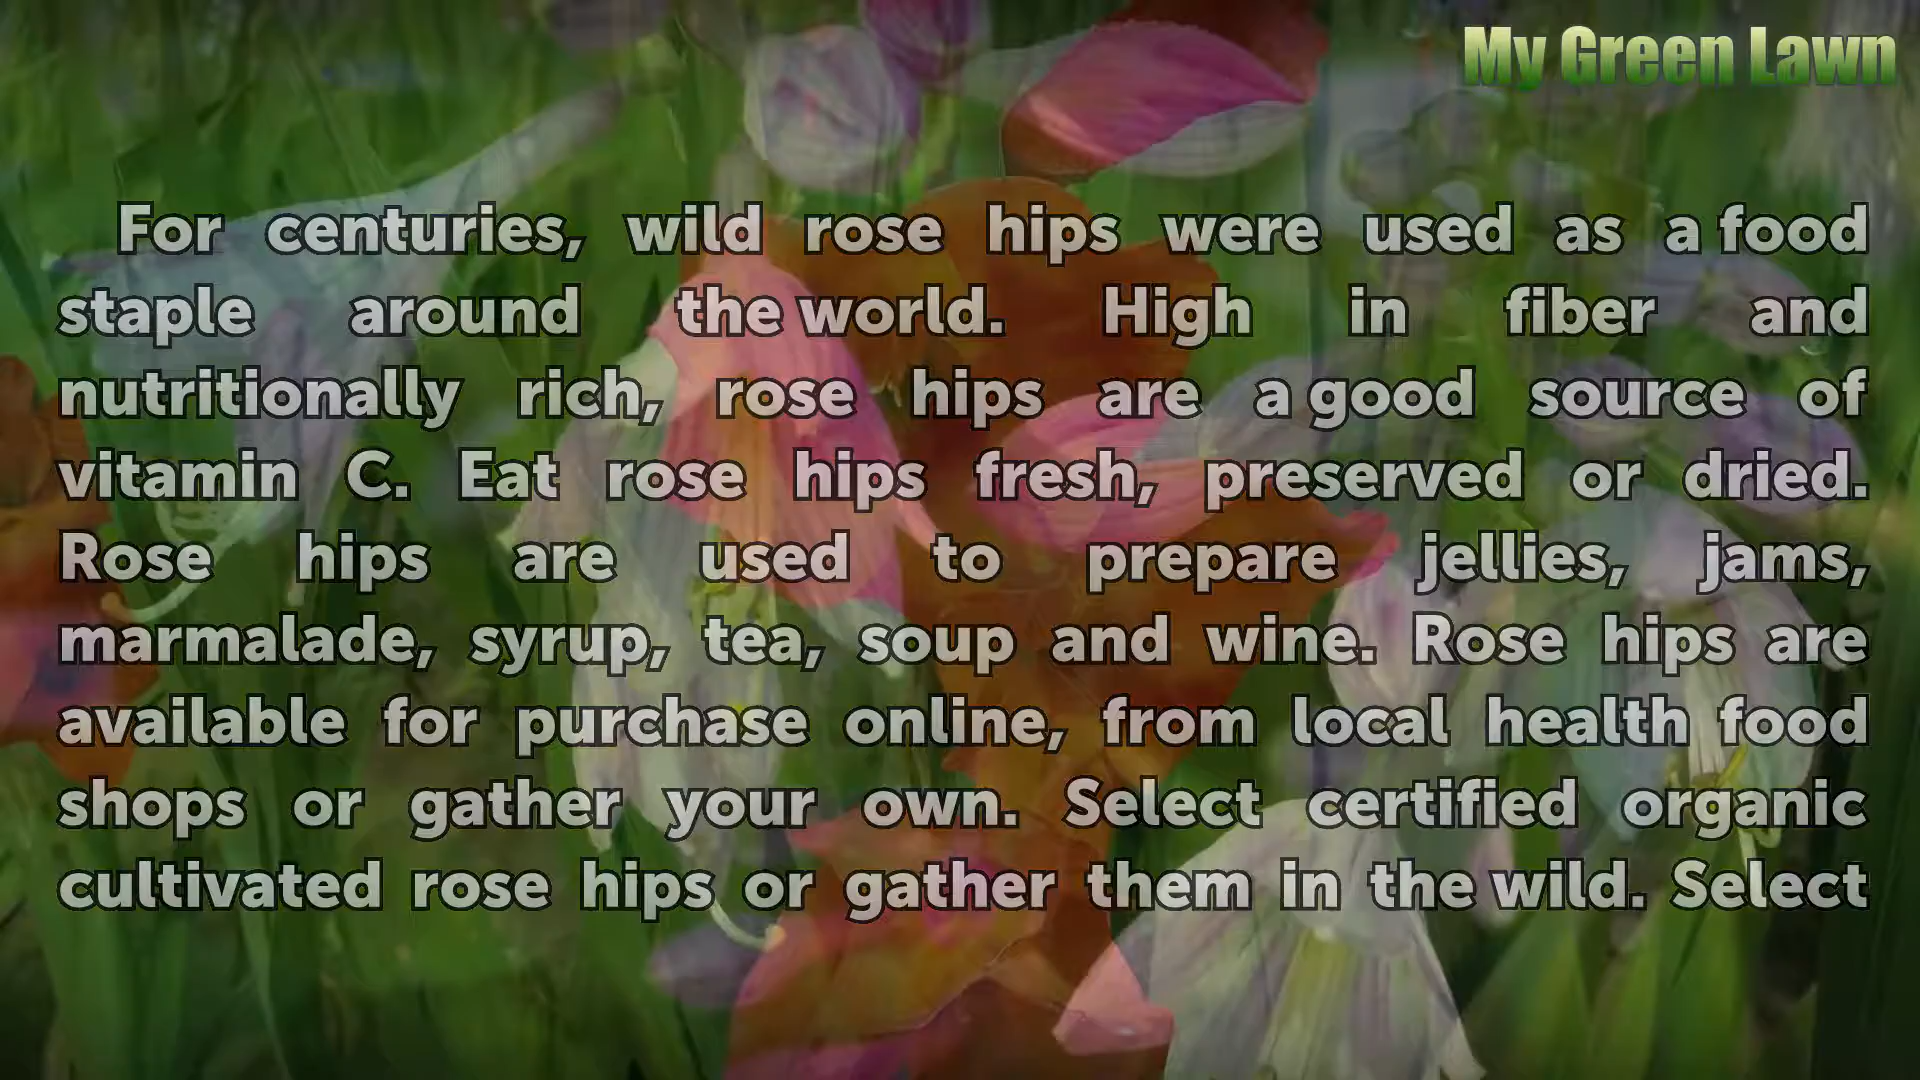 My Green Lawn
For centuries, wild rose hips were used as a food
staple around the world. High in fiber and
nutritionally rich, rose hips are a good source of
vitamin C. Eat rose hips fresh, preserved or dried.
Rose hips are used to prepare jellies, jams,
marmalade, syrup, tea, soup and wine. Rose hips are
available for purchase online, from local health food
shops or gather your own. Select certified organic
cultivated rose hips or gather them in the wild. Select